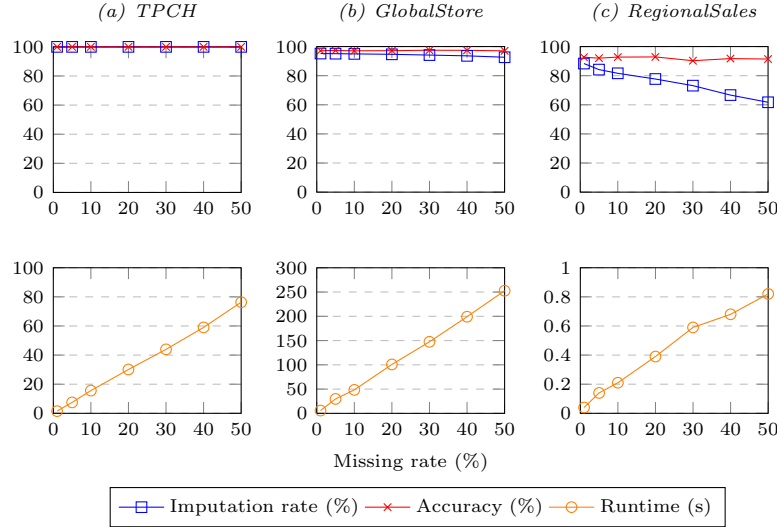 (a) TPCH (b) GlobalStore (c) RegionalSales
100 100 100
80 80 80
60 60 60
40 40 40
20 20 20
0 0 0
0 10 20 30 40 50 0 10 20 30 40 50 0 10 20 30 40 50
100 300 1
80 250 0.8
60 200 0.6
40 150 0.4
20 100 0.2
0 50 0
0
0 10 20 30 40 50 0 10 20 30 40 50 0 10 20 30 40 50
Missing rate (%)
Imputation rate (%) Accuracy (%) Runtime (s)